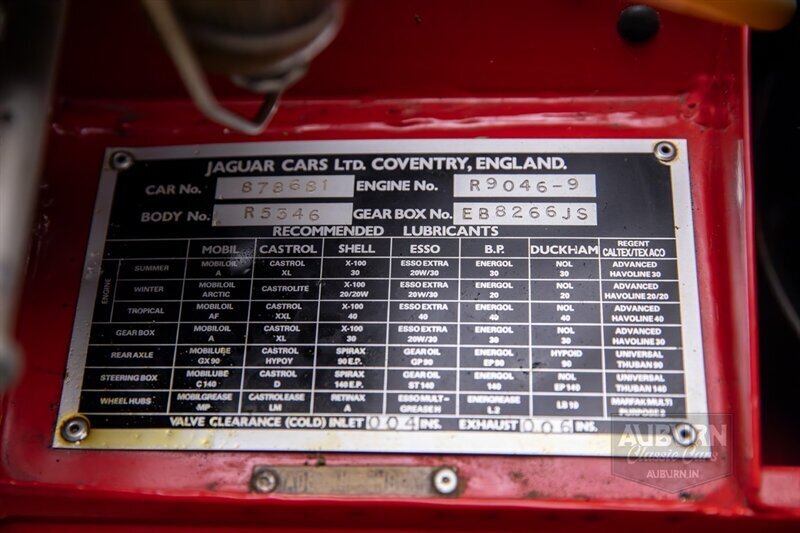 JAGUAR CARS LTD. COVENTRY, ENGLAND.
CAR No. 878681 ENGINE No. R9046-9
BODY No. R5346 GEAR BOX No. EB8266JS
RECOMMENDED LUBRICANTS
MOBIL CASTROL SHELL ESSO B.P. DUCKHAM REGENT CALTEX/TEXACO
ENGINE
SUMMER MOBILOIL A CASTROL XL X-100 30 ESSO EXTRA 20W/30 ENERGOL 30 NOL 30 ADVANCED HAVOLINE 30
WINTER MOBILOIL ARCTIC CASTROLITE X-100 20/20W ESSO EXTRA 20W/30 ENERGOL 20 NOL 20 ADVANCED HAVOLINE 20/20
TROPICAL MOBILOIL AF CASTROL XXL X-100 40 ESSO EXTRA 40 ENERGOL 40 NOL 40 ADVANCED HAVOLINE 40
GEAR BOX MOBILOIL A CASTROL XL X-100 30 ESSO EXTRA 20W/30 ENERGOL 30 NOL 30 ADVANCED HAVOLINE 30
REAR AXLE MOBILUBE GX 90 CASTROL HYPOY SPIRAX 90 E.P. GEAR OIL GP 90 ENERGOL EP 90 HYPOID 90 UNIVERSAL THUBAN 90
STEERING BOX MOBILUBE C 140 CASTROL D SPIRAX 140 E.P. GEAR OIL ST 140 ENERGOL 140 NOL EP 140 UNIVERSAL THUBAN 140
WHEEL HUBS MOBILGREASE MP CASTROLEASE LM RETINAX A ESSO MULT- GREASE H ENERGREASE L.2 LB 10 MARFAK MULTI PURPOSE 2
VALVE CLEARANCE (COLD) INLET 004 INS. EXHAUST 006 INS.
AUBURN
Classic Cars
AUBURN.IN